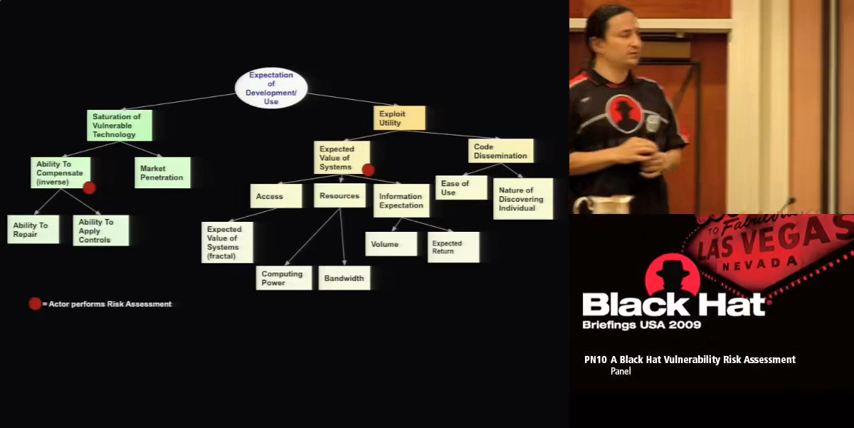 Expectation
of
Development/
Use
Saturation of
Vulnerable
Technology
Exploit
Utility
Ability To
Compensate
(inverse)
Market
Penetration
Expected
Value of
Systems
Code
Dissemination
Ability To
Repair
Ability To
Apply
Controls
Access
Resources
Information
Expectation
Ease of
Use
Nature of
Discovering
Individual
Expected
Value of
Systems
(fractal)
Volume
Expected
Return
Computing
Power
Bandwidth
= Actor performs Risk Assessment
TO Fabulous
LAS VEGAS
NEVADA
Black Hat
Briefings USA 2009
PN10 A Black Hat Vulnerability Risk Assessment
Panel